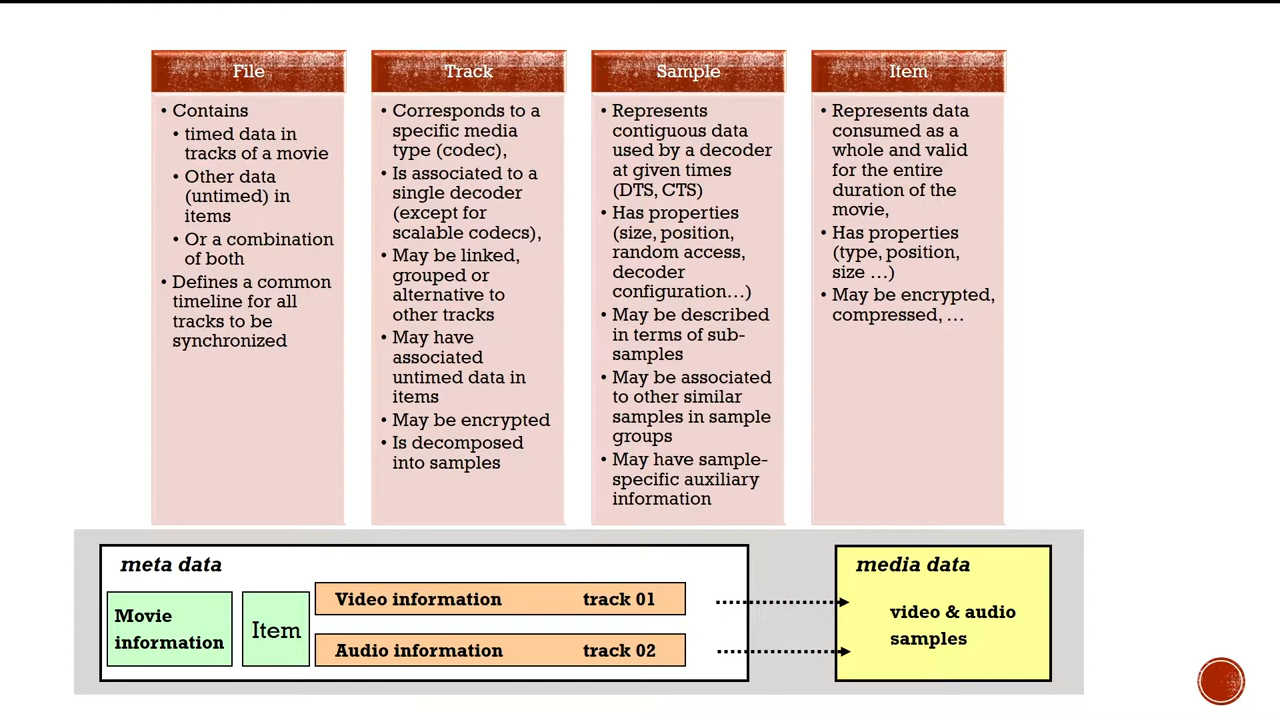 File
• Contains
• timed data in
tracks of a movie
• Other data
(untimed) in
items
• Or a combination
of both
• Defines a common
timeline for all
tracks to be
synchronized
Track
• Corresponds to a
specific media
type (codec),
• Is associated to a
single decoder
(except for
scalable codecs),
• May be linked,
grouped or
alternative to
other tracks
• May have
associated
untimed data in
items
• May be encrypted
• Is decomposed
into samples
Sample
• Represents
contiguous data
used by a decoder
at given times
(DTS, CTS)
• Has properties
(size, position,
random access,
decoder
configuration…)
• May be described
in terms of sub-
samples
• May be associated
to other similar
samples in sample
groups
• May have sample-
specific auxiliary
information
Item
• Represents data
consumed as a
whole and valid
for the entire
duration of the
movie,
• Has properties
(type, position,
size …)
• May be encrypted,
compressed, …
meta data
Movie
information
Item
Video information track 01
Audio information track 02
media data
video & audio
samples